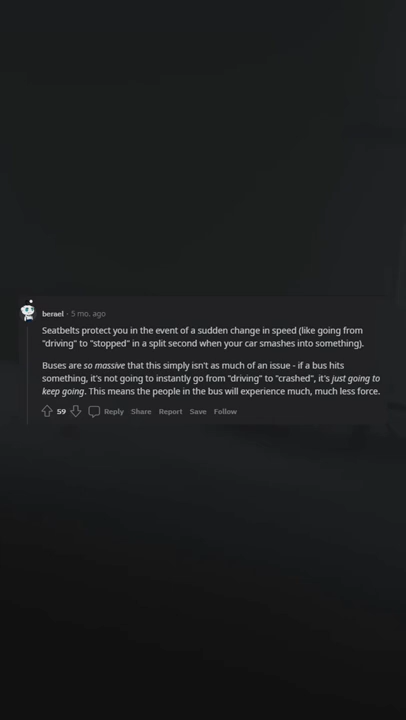 berael · 5 mo. ago
Seatbelts protect you in the event of a sudden change in speed (like going from
"driving" to "stopped" in a split second when your car smashes into something).
Buses are so massive that this simply isn't as much of an issue - if a bus hits
something, it's not going to instantly go from "driving" to "crashed", it's just going to
keep going. This means the people in the bus will experience much, much less force.
59 Reply Share Report Save Follow